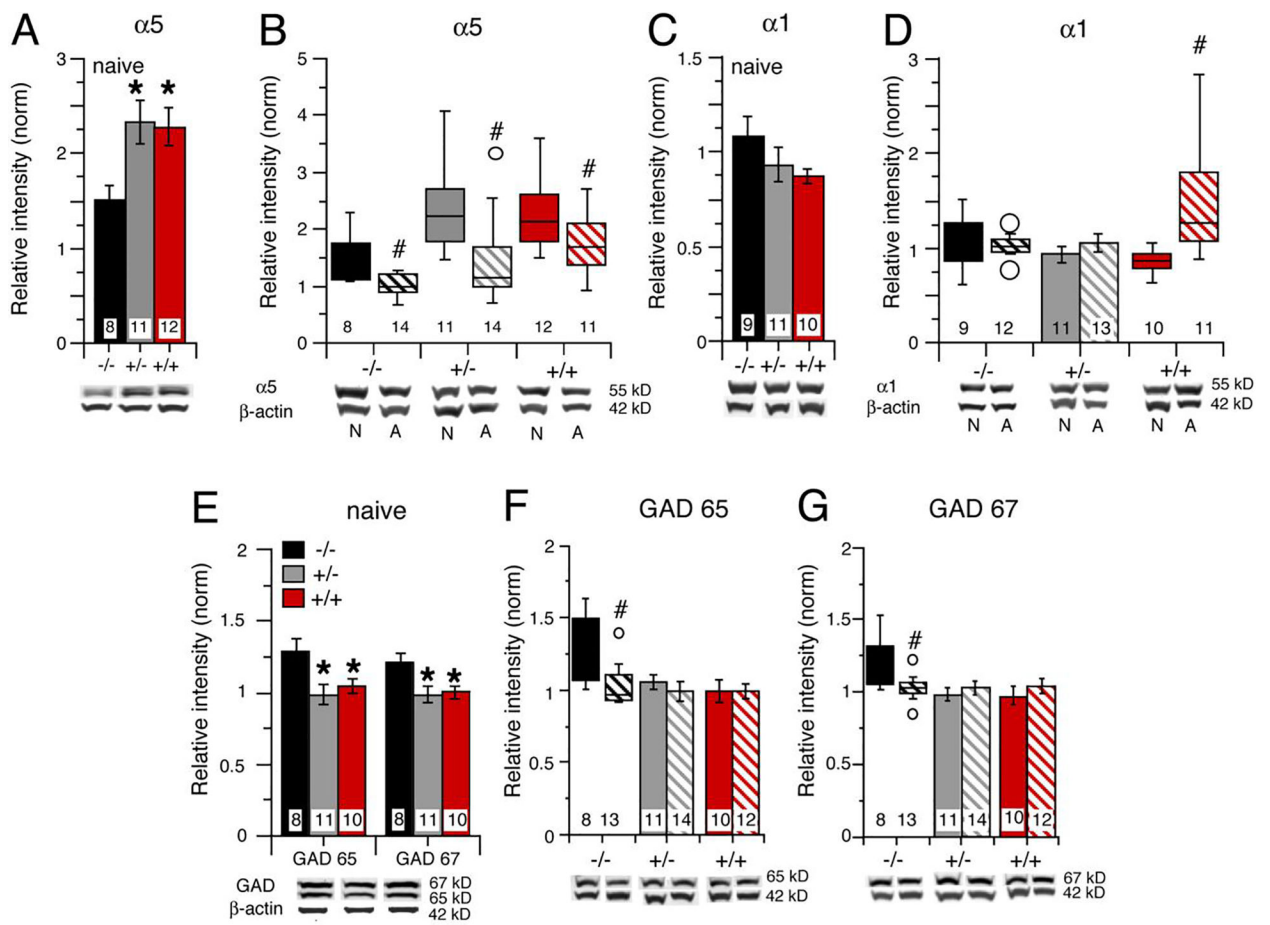 A α5
Relative intensity (norm)
3
2
1
0
naive
* *
8 11 12
-/- +/- +/+
B α5
Relative intensity (norm)
5
4
3
2
1
0
# # #
8 14 11 14 12 11
-/- +/- +/+
α5 55 kD
β-actin 42 kD
N A N A N A
C α1
Relative intensity (norm)
1.5
1
0.5
0
naive
9 11 10
-/- +/- +/+
D α1
Relative intensity (norm)
3
2
1
0
#
9 12 11 13 10 11
-/- +/- +/+
α1 55 kD
β-actin 42 kD
N A N A N A
E naive
Relative intensity (norm)
2
1.5
1
0.5
0
-/-
+/-
+/+
* * * *
8 11 10 8 11 10
GAD 65 GAD 67
GAD 67 kD
65 kD
β-actin 42 kD
F GAD 65
Relative intensity (norm)
2
1.5
1
0.5
0
#
8 13 11 14 10 12
-/- +/- +/+
65 kD
42 kD
G GAD 67
Relative intensity (norm)
2
1.5
1
0.5
0
#
8 13 11 14 10 12
-/- +/- +/+
67 kD
42 kD